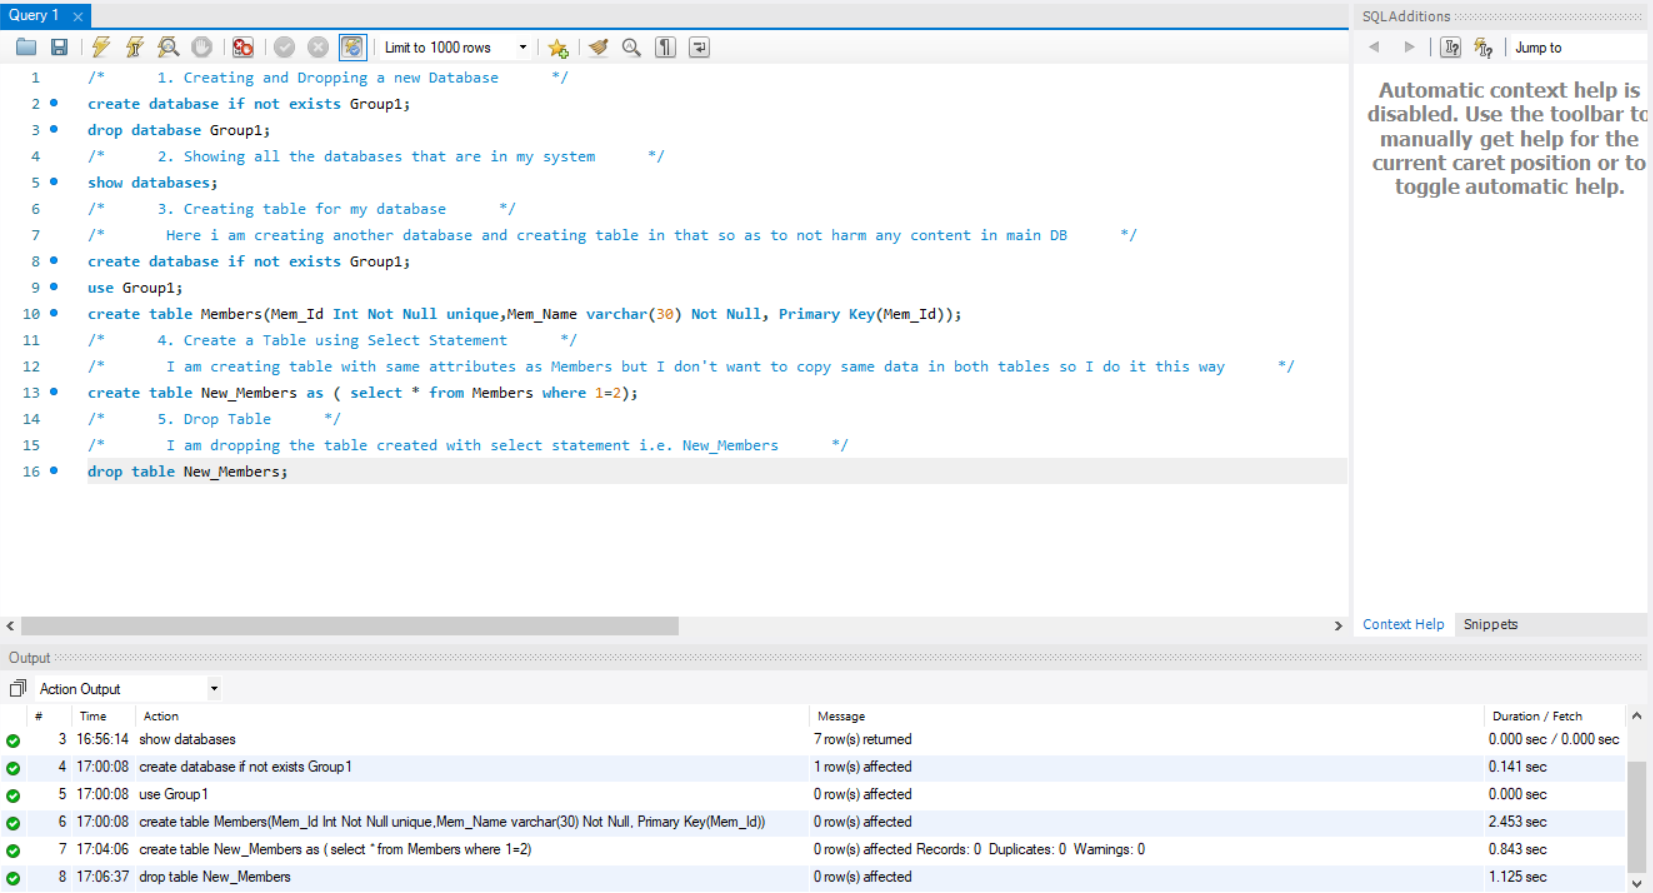 Query 1
SQLAdditions
Limit to 1000 rows
Jump to
1 /* 1. Creating and Dropping a new Database */
2 create database if not exists Group1;
3 drop database Group1;
4 /* 2. Showing all the databases that are in my system */
5 show databases;
6 /* 3. Creating table for my database */
7 /* Here i am creating another database and creating table in that so as to not harm any content in main DB */
8 create database if not exists Group1;
9 use Group1;
10 create table Members(Mem_Id Int Not Null unique,Mem_Name varchar(30) Not Null, Primary Key(Mem_Id));
11 /* 4. Create a Table using Select Statement */
12 /* I am creating table with same attributes as Members but I don't want to copy same data in both tables so I do it this way */
13 create table New_Members as ( select * from Members where 1=2);
14 /* 5. Drop Table */
15 /* I am dropping the table created with select statement i.e. New_Members */
16 drop table New_Members;
Automatic context help is
disabled. Use the toolbar to
manually get help for the
current caret position or to
toggle automatic help.
Context Help Snippets
Output
Action Output
# Time Action Message Duration / Fetch
3 16:56:14 show databases 7 row(s) returned 0.000 sec / 0.000 sec
4 17:00:08 create database if not exists Group1 1 row(s) affected 0.141 sec
5 17:00:08 use Group1 0 row(s) affected 0.000 sec
6 17:00:08 create table Members(Mem_Id Int Not Null unique,Mem_Name varchar(30) Not Null, Primary Key(Mem_Id)) 0 row(s) affected 2.453 sec
7 17:04:06 create table New_Members as ( select * from Members where 1=2) 0 row(s) affected Records: 0 Duplicates: 0 Warnings: 0 0.843 sec
8 17:06:37 drop table New_Members 0 row(s) affected 1.125 sec